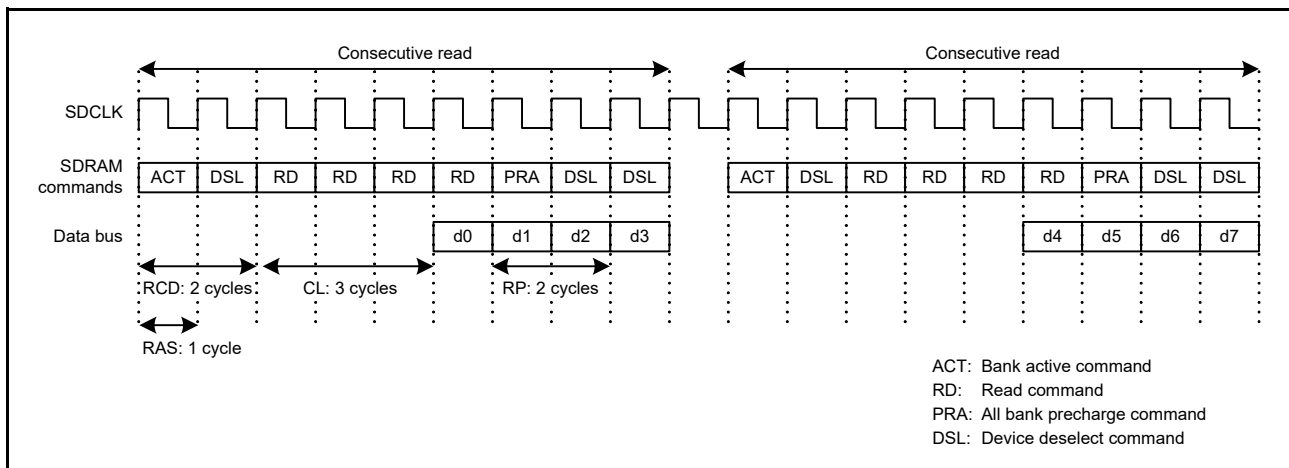 Consecutive read Consecutive read
SDCLK
SDRAM commands ACT DSL RD RD RD RD PRA DSL DSL ACT DSL RD RD RD RD PRA DSL DSL
Data bus d0 d1 d2 d3 d4 d5 d6 d7
RCD: 2 cycles CL: 3 cycles RP: 2 cycles
RAS: 1 cycle
ACT: Bank active command
RD: Read command
PRA: All bank precharge command
DSL: Device deselect command